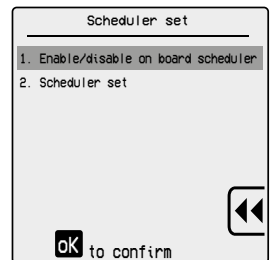 Scheduler set
1. Enable/disable on board scheduler
2. Scheduler set
OK to confirm